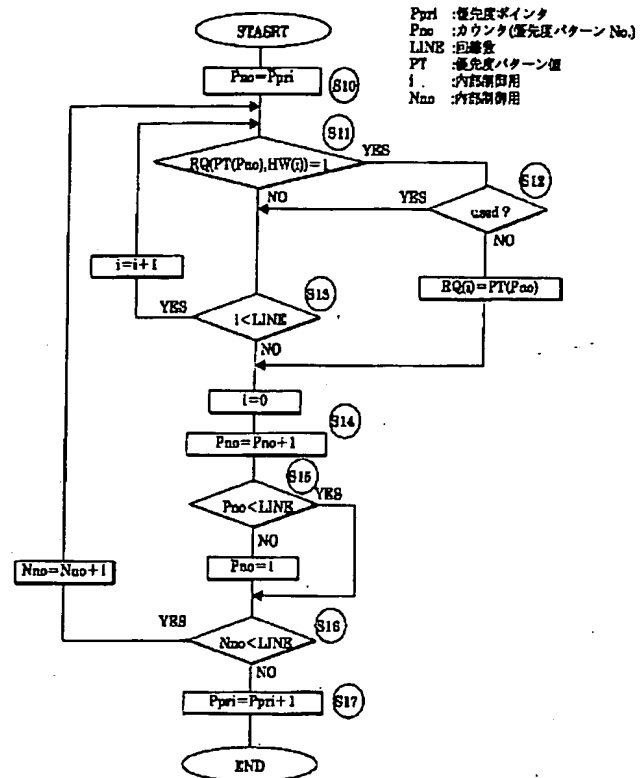 Ppri :優先度ポインタ
Pno :カウンタ(優先度パターン No.)
LINE :回線数
PT :優先度パターン値
i :内部制御用
Nno :内部制御用
STASRT
Pno=Ppri
S10
S11
RQ(PT(Pno),HW(i))=1
YES
NO
S12
used?
YES
NO
i=i+1
RQ(i)=PT(Pno)
S13
i<LINE
YES
NO
i=0
S14
Pno=Pno+1
S15
Pno<LINE
YES
NO
Pno=1
Nno=Nno+1
S16
Nno<LINE
YES
NO
Ppri=Ppri+1
S17
END